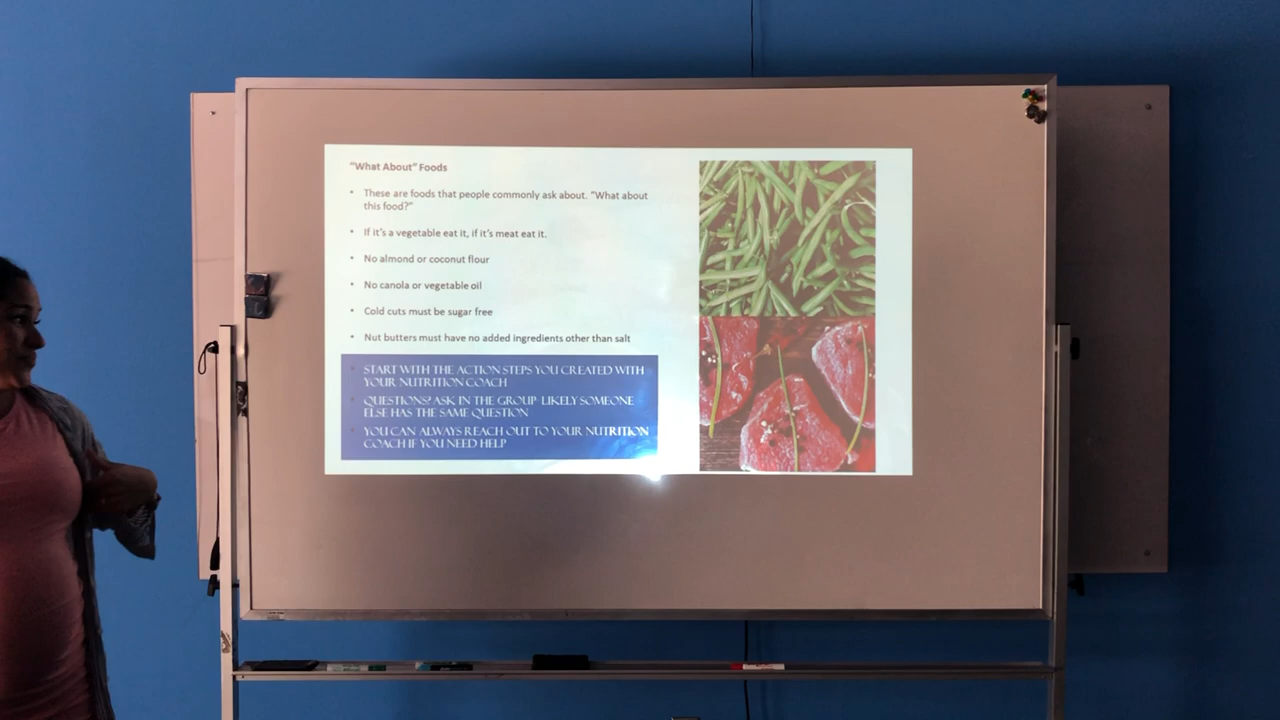 "What About" Foods
• These are foods that people commonly ask about. "What about
this food?"
• If it's a vegetable eat it, if it's meat eat it.
• No almond or coconut flour
• No canola or vegetable oil
• Cold cuts must be sugar free
• Nut butters must have no added ingredients other than salt
• START WITH THE ACTION STEPS YOU CREATED WITH
YOUR NUTRITION COACH
• QUESTIONS? ASK IN THE GROUP LIKELY SOMEONE
ELSE HAS THE SAME QUESTION
• YOU CAN ALWAYS REACH OUT TO YOUR NUTRITION
COACH IF YOU NEED HELP